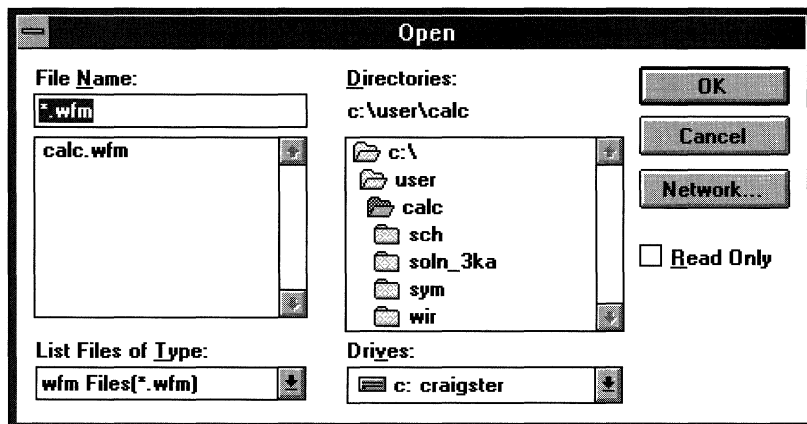 Open
File Name:
*.wfm
calc.wfm
Directories:
c:\user\calc
c:\
user
calc
sch
soln_3ka
sym
wir
OK
Cancel
Network...
Read Only
List Files of Type:
wfm Files(*.wfm)
Drives:
c: craigster